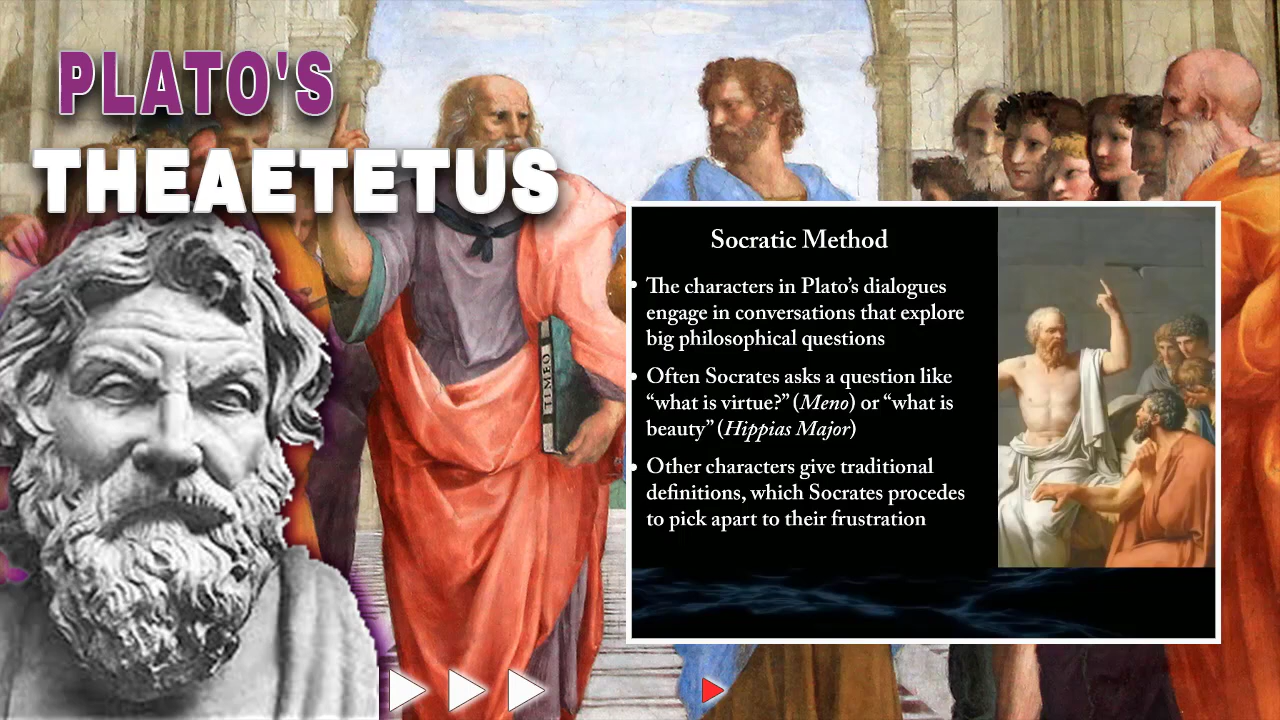 PLATO'S
THEAETETUS
TIMEO
Socratic Method
• The characters in Plato’s dialogues
engage in conversations that explore
big philosophical questions
• Often Socrates asks a question like
“what is virtue?” (Meno) or “what is
beauty” (Hippias Major)
• Other characters give traditional
definitions, which Socrates procedes
to pick apart to their frustration